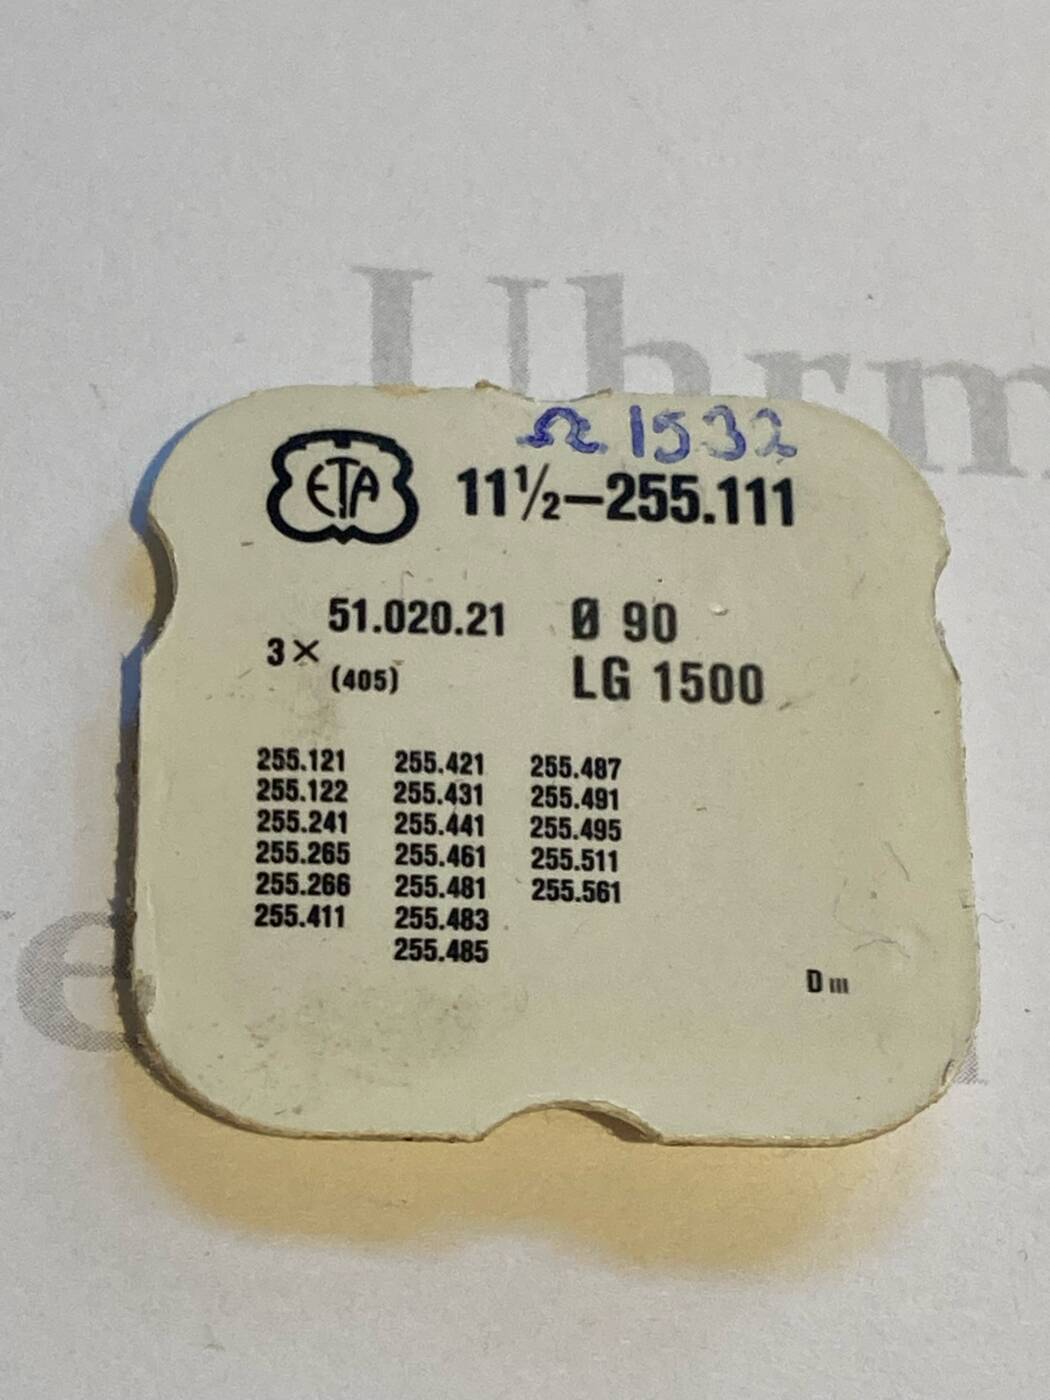 Uhrm
Ω 1532
ETA
11½–255.111
3× 51.020.21 Ø 90
(405) LG 1500
255.121 255.421 255.487
255.122 255.431 255.491
255.241 255.441 255.495
255.265 255.461 255.511
255.266 255.481 255.561
255.411 255.483
255.485
D III